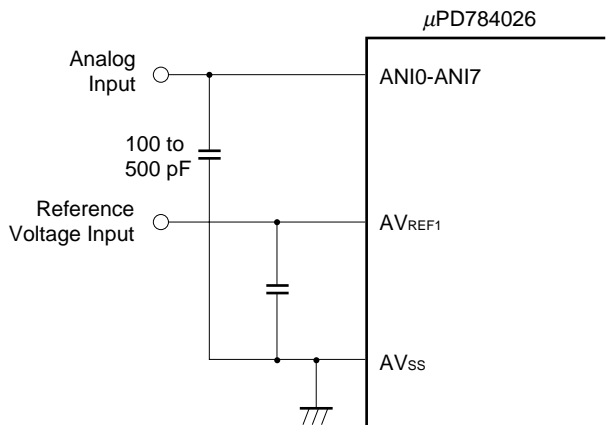 μPD784026
Analog
Input
ANI0-ANI7
100 to
500 pF
Reference
Voltage Input
AVREF1
AVSS